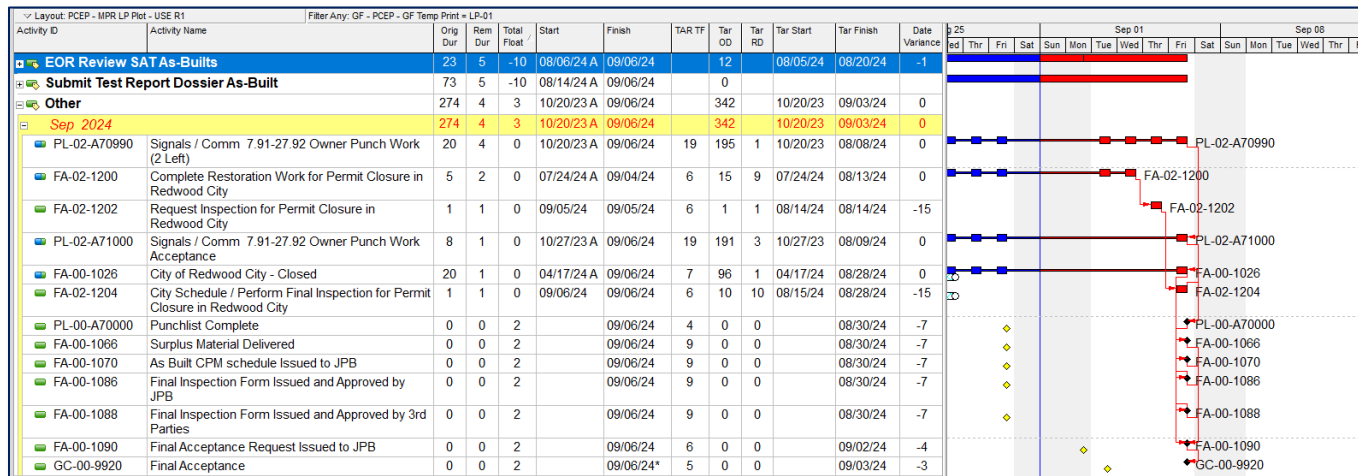 Layout: PCEP - MPR LP Plot - USE R1 Filter Any: GF - PCEP - GF Temp Print = LP-01
Activity ID Activity Name Orig Dur Rem Dur Total Float Start Finish TAR TF Tar OD Tar RD Tar Start Tar Finish Date Variance g 25 Sep 01 Sep 08
Wed Thr Fri Sat Sun Mon Tue Wed Thr Fri Sat Sun Mon Tue Wed Thr F
EOR Review SAT As-Builts 23 5 -10 08/06/24 A 09/06/24 12 08/05/24 08/20/24 -1
Submit Test Report Dossier As-Built 73 5 -10 08/14/24 A 09/06/24 0
Other 274 4 3 10/20/23 A 09/06/24 342 10/20/23 09/03/24 0
Sep 2024 274 4 3 10/20/23 A 09/06/24 342 10/20/23 09/03/24 0
PL-02-A70990 Signals / Comm 7.91-27.92 Owner Punch Work 20 4 0 10/20/23 A 09/06/24 19 195 1 10/20/23 08/08/24 0 PL-02-A70990
(2 Left)
FA-02-1200 Complete Restoration Work for Permit Closure in 5 2 0 07/24/24 A 09/04/24 6 15 9 07/24/24 08/13/24 0 FA-02-1200
Redwood City
FA-02-1202 Request Inspection for Permit Closure in 1 1 0 09/05/24 09/05/24 6 1 1 08/14/24 08/14/24 -15 FA-02-1202
Redwood City
PL-02-A71000 Signals / Comm 7.91-27.92 Owner Punch Work 8 1 0 10/27/23 A 09/06/24 19 191 3 10/27/23 08/09/24 0 PL-02-A71000
Acceptance
FA-00-1026 City of Redwood City - Closed 20 1 0 04/17/24 A 09/06/24 7 96 1 04/17/24 08/28/24 0 FA-00-1026
FA-02-1204 City Schedule / Perform Final Inspection for Permit 1 1 0 09/06/24 09/06/24 6 10 10 08/15/24 08/28/24 -15 FA-02-1204
Closure in Redwood City
PL-00-A70000 Punchlist Complete 0 0 2 09/06/24 4 0 0 08/30/24 -7 PL-00-A70000
FA-00-1066 Surplus Material Delivered 0 0 2 09/06/24 9 0 0 08/30/24 -7 FA-00-1066
FA-00-1070 As Built CPM schedule Issued to JPB 0 0 2 09/06/24 9 0 0 08/30/24 -7 FA-00-1070
FA-00-1086 Final Inspection Form Issued and Approved by 0 0 2 09/06/24 9 0 0 08/30/24 -7 FA-00-1086
JPB
FA-00-1088 Final Inspection Form Issued and Approved by 3rd 0 0 2 09/06/24 9 0 0 08/30/24 -7 FA-00-1088
Parties
FA-00-1090 Final Acceptance Request Issued to JPB 0 0 2 09/06/24 6 0 0 09/02/24 -4 FA-00-1090
GC-00-9920 Final Acceptance 0 0 2 09/06/24* 5 0 0 09/03/24 -3 GC-00-9920